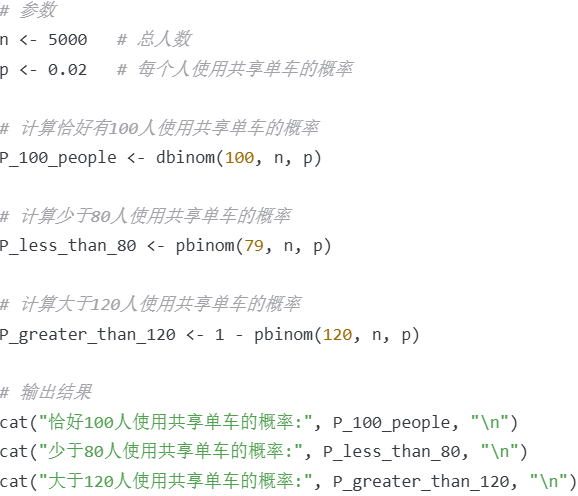 # 参数
n <- 5000   # 总人数
p <- 0.02   # 每个人使用共享单车的概率
# 计算恰好有100人使用共享单车的概率
P_100_people <- dbinom(100, n, p)
# 计算少于80人使用共享单车的概率
P_less_than_80 <- pbinom(79, n, p)
# 计算大于120人使用共享单车的概率
P_greater_than_120 <- 1 - pbinom(120, n, p)
# 输出结果
cat("恰好100人使用共享单车的概率:", P_100_people, "\n")
cat("少于80人使用共享单车的概率:", P_less_than_80, "\n")
cat("大于120人使用共享单车的概率:", P_greater_than_120, "\n")